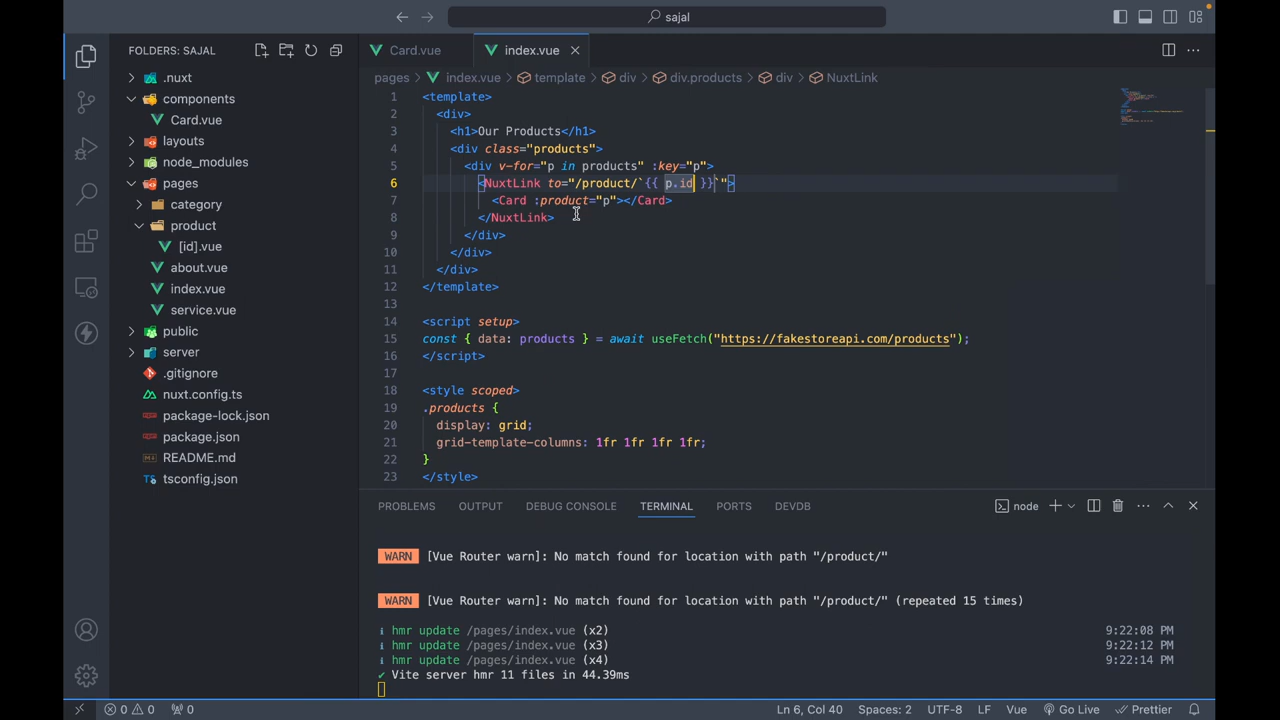 sajal
FOLDERS: SAJAL
.nuxt
components
Card.vue
layouts
node_modules
pages
category
product
[id].vue
about.vue
index.vue
service.vue
public
server
.gitignore
nuxt.config.ts
package-lock.json
package.json
README.md
tsconfig.json
Card.vue
index.vue
pages > index.vue > template > div > div.products > div > NuxtLink
1 <template>
2 <div>
3 <h1>Our Products</h1>
4 <div class="products">
5 <div v-for="p in products" :key="p">
6 <NuxtLink to="/product/`{{ p.id }}`">
7 <Card :product="p"></Card>
8 </NuxtLink>
9 </div>
10 </div>
11 </div>
12 </template>
13
14 <script setup>
15 const { data: products } = await useFetch("https://fakestoreapi.com/products");
16 </script>
17
18 <style scoped>
19 .products {
20 display: grid;
21 grid-template-columns: 1fr 1fr 1fr 1fr;
22 }
23 </style>
PROBLEMS OUTPUT DEBUG CONSOLE TERMINAL PORTS DEVDB node
WARN [Vue Router warn]: No match found for location with path "/product/"
WARN [Vue Router warn]: No match found for location with path "/product/" (repeated 15 times)
ℹ hmr update /pages/index.vue (x2) 9:22:08 PM
ℹ hmr update /pages/index.vue (x3) 9:22:12 PM
ℹ hmr update /pages/index.vue (x4) 9:22:14 PM
✔ Vite server hmr 11 files in 44.39ms
0 0 0 Ln 6, Col 40 Spaces: 2 UTF-8 LF Vue Go Live Prettier